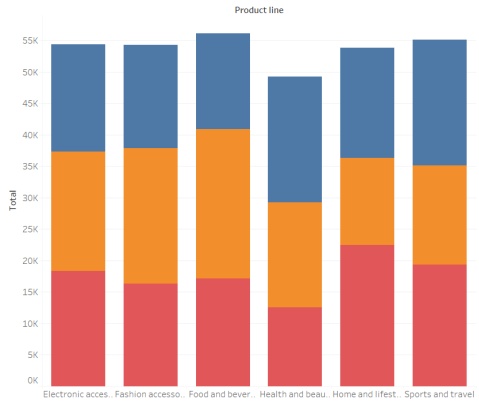 Product line
55K
50K
45K
40K
35K
30K
25K
20K
15K
10K
5K
0K
Total
Electronic acces.. Fashion accesso.. Food and bever.. Health and beau.. Home and lifest.. Sports and travel